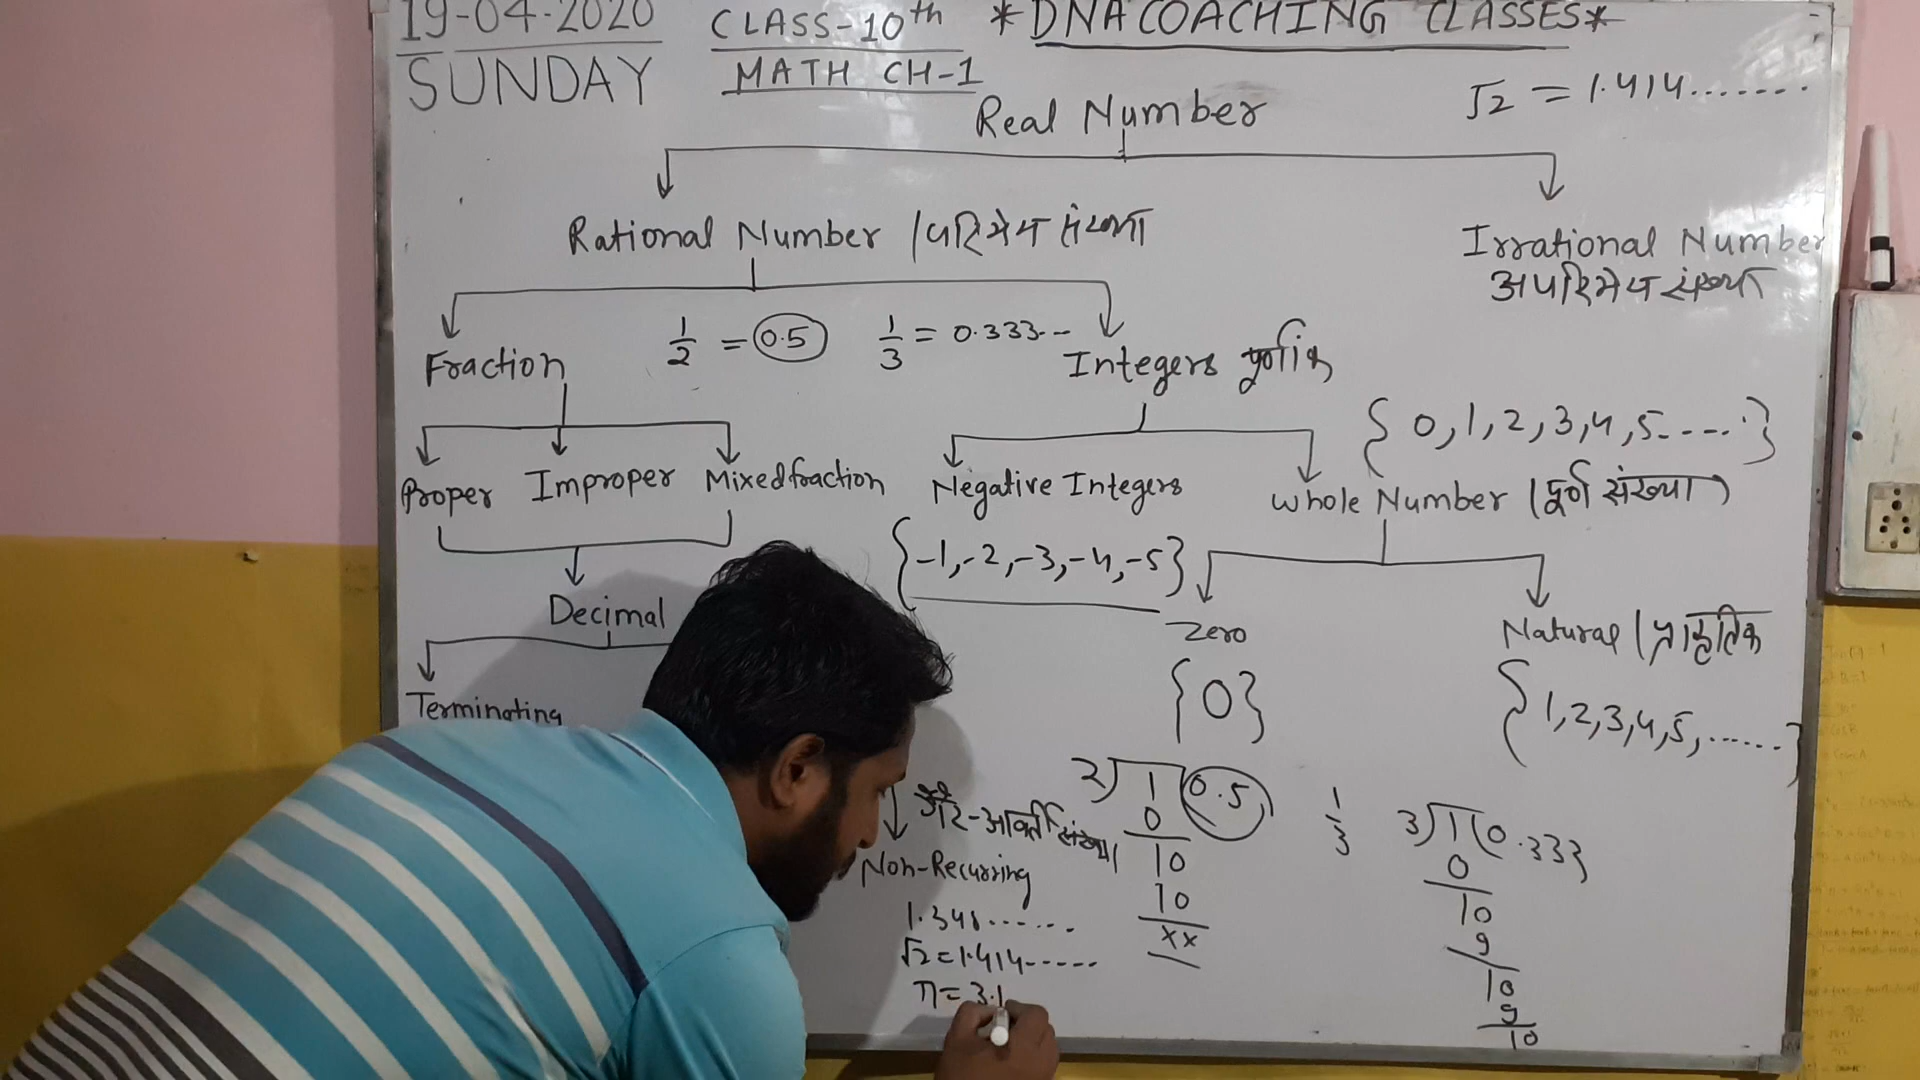 19-04-2020 CLASS-10th *DNA COACHING CLASSES*
SUNDAY MATH CH-1
√2 = 1.414.......
Real Number
Rational Number / परिमेय संख्या
Irrational Number
अपरिमेय संख्या
1/2 = 0.5 1/3 = 0.333---
Fraction Integers पूर्णांक
{0,1,2,3,4,5-----}
Proper Improper Mixed fraction Negative Integers Whole Number (पूर्ण संख्या)
{-1,-2,-3,-4,-5}
Decimal Zero Natural / प्राकृतिक
{0} {1,2,3,4,5,......}
Terminating
2)1(0.5
0
10
10
xx
1/3 3)1(0.333
0
10
9
10
9
10
गैर-आवर्ती संख्या
Non-Recurring
√2=1.414-----
π=3.1